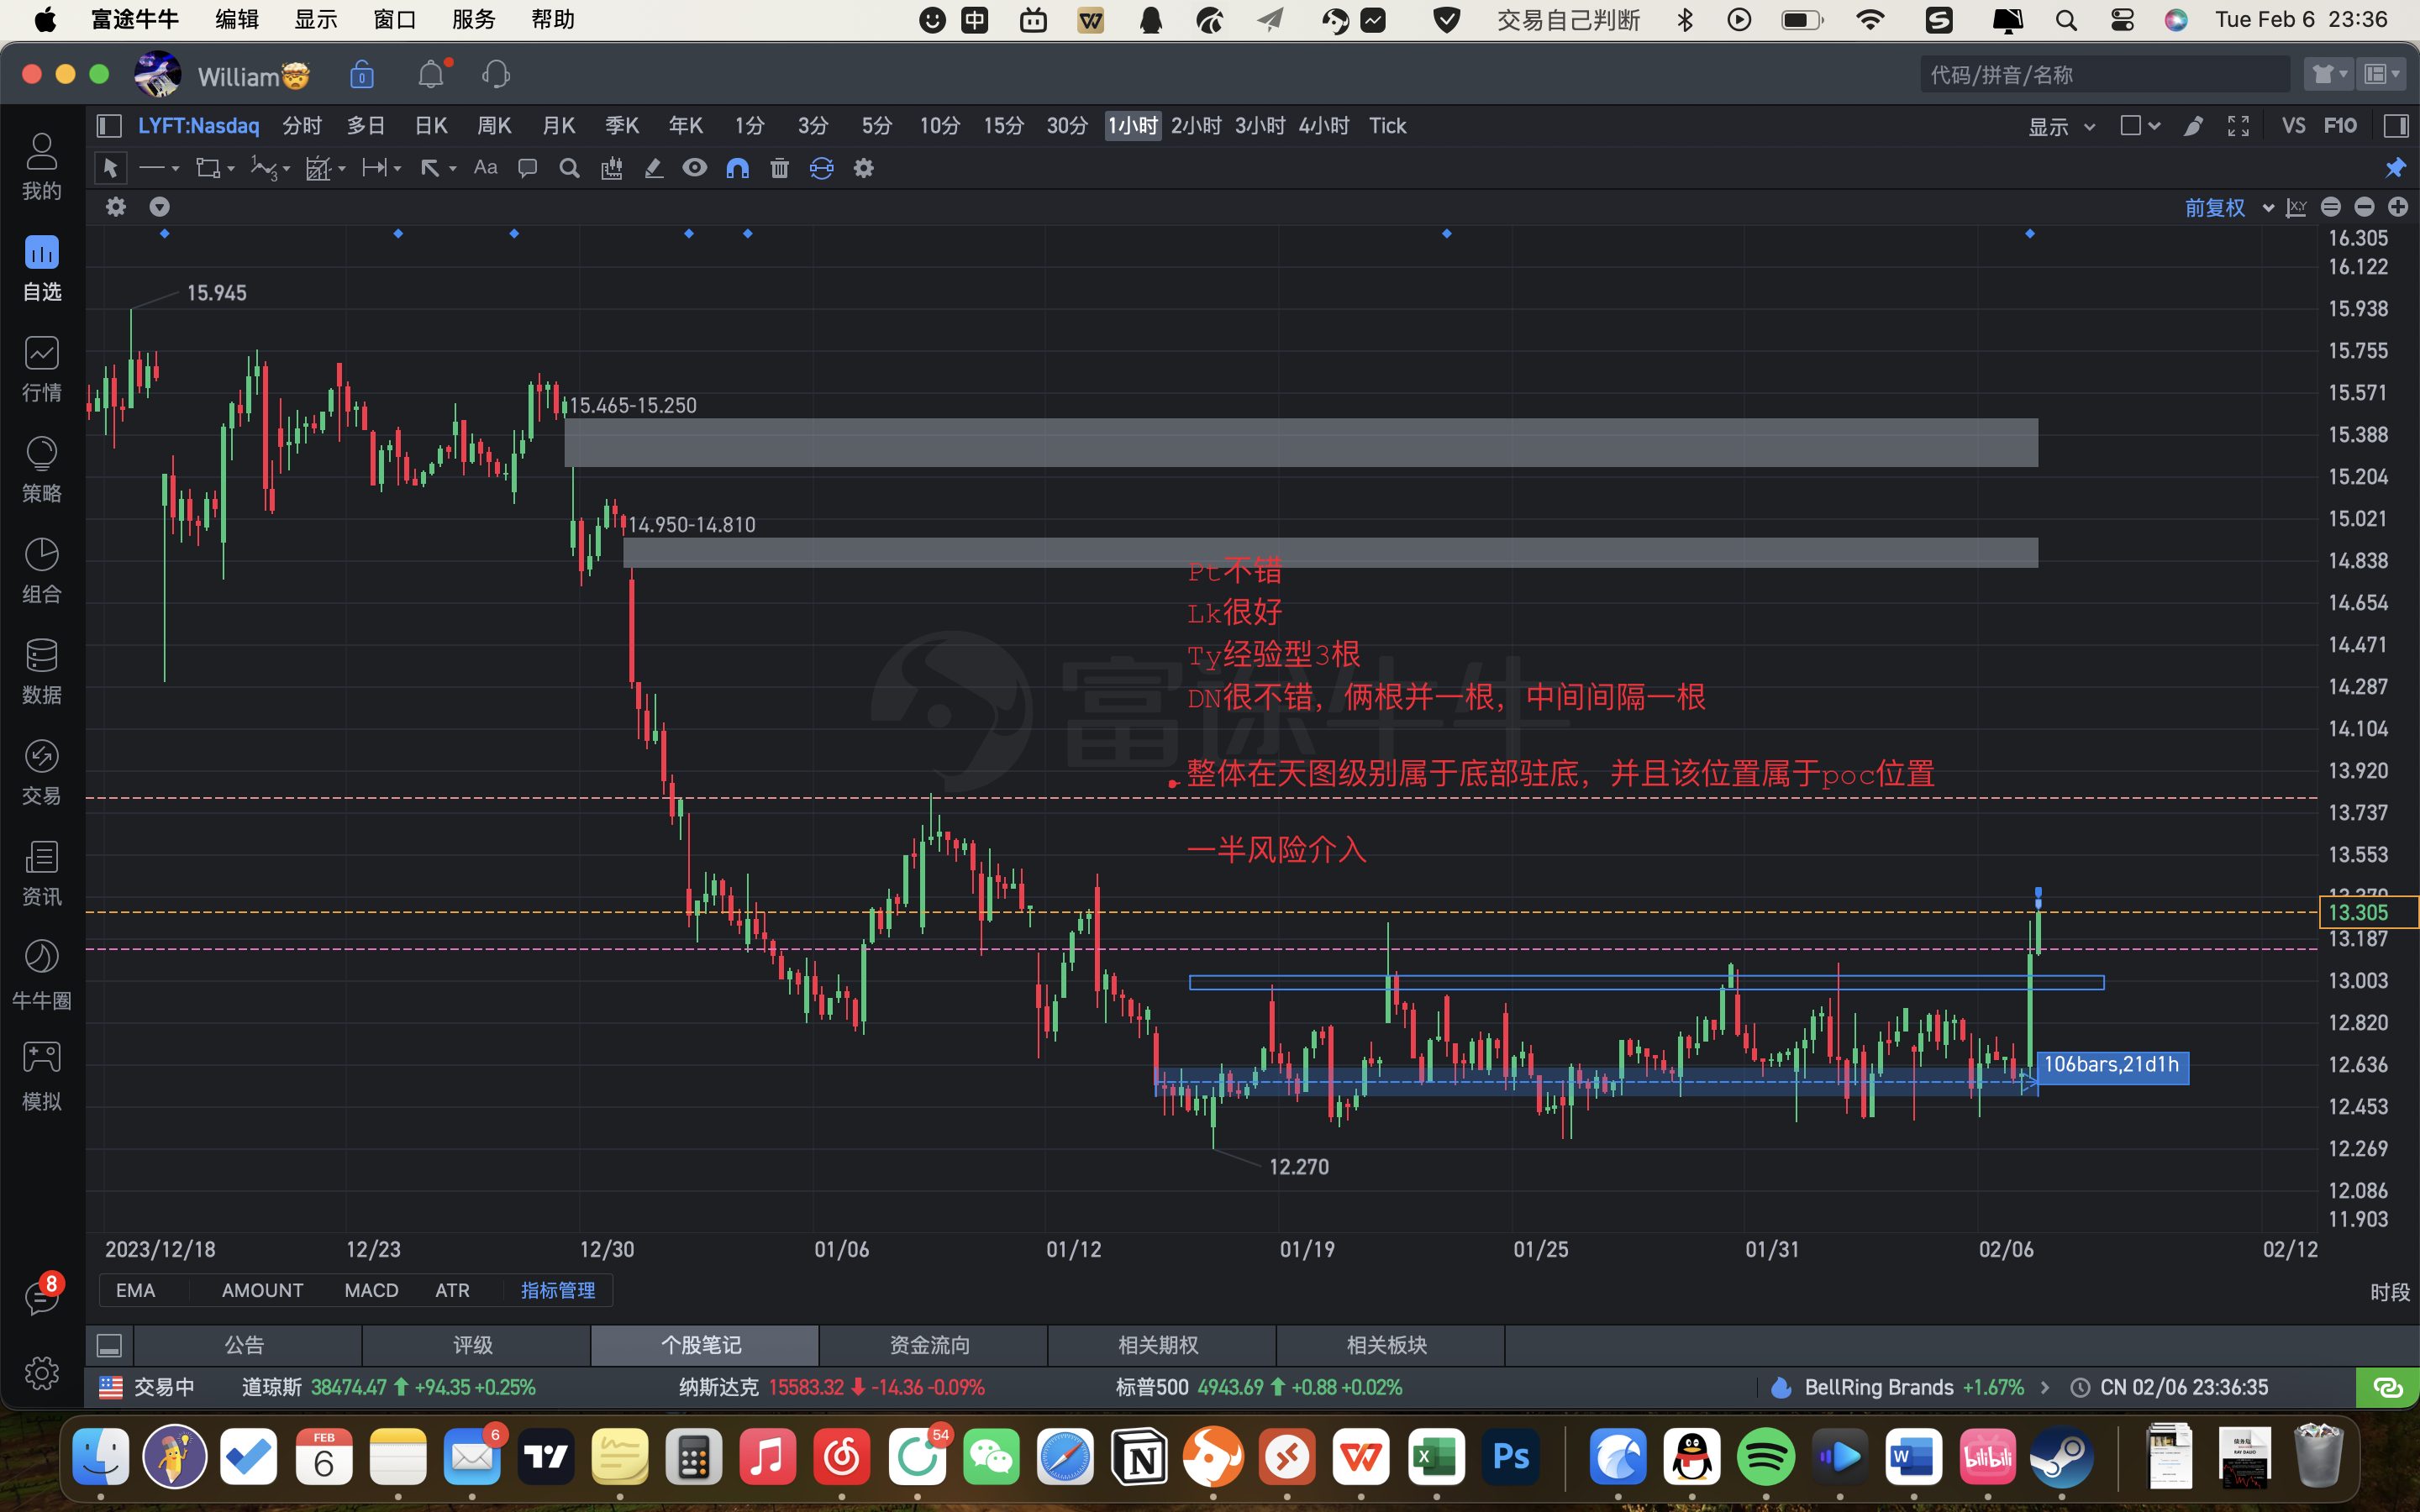 富途牛牛 编辑 显示 窗口 服务 帮助 中 交易自己判断 Tue Feb 6 23:36
William 代码/拼音/名称
LYFT:Nasdaq 分时 多日 日K 周K 月K 季K 年K 1分 3分 5分 10分 15分 30分 1小时 2小时 3小时 4小时 Tick 显示 VS F10
Aa
前复权
我的
自选
行情
策略
组合
数据
交易
资讯
牛牛圈
模拟
8
16.305
16.122
15.938
15.755
15.571
15.388
15.204
15.021
14.838
14.654
14.471
14.287
14.104
13.920
13.737
13.553
13.305
13.187
13.003
12.820
12.636
12.453
12.269
12.086
11.903
15.945
15.465-15.250
14.950-14.810
Pt不错
Lk很好
Ty经验型3根
DN很不错，俩根并一根，中间间隔一根
富途牛牛
整体在天图级别属于底部驻底，并且该位置属于poc位置
一半风险介入
106bars,21d1h
12.270
2023/12/18 12/23 12/30 01/06 01/12 01/19 01/25 01/31 02/06 02/12
EMA AMOUNT MACD ATR 指标管理 时段
公告 评级 个股笔记 资金流向 相关期权 相关板块
交易中 道琼斯 38474.47 +94.35 +0.25% 纳斯达克 15583.32 -14.36 -0.09% 标普500 4943.69 +0.88 +0.02% BellRing Brands +1.67% CN 02/06 23:36:35
FEB 6 6 54 Ps bilibili